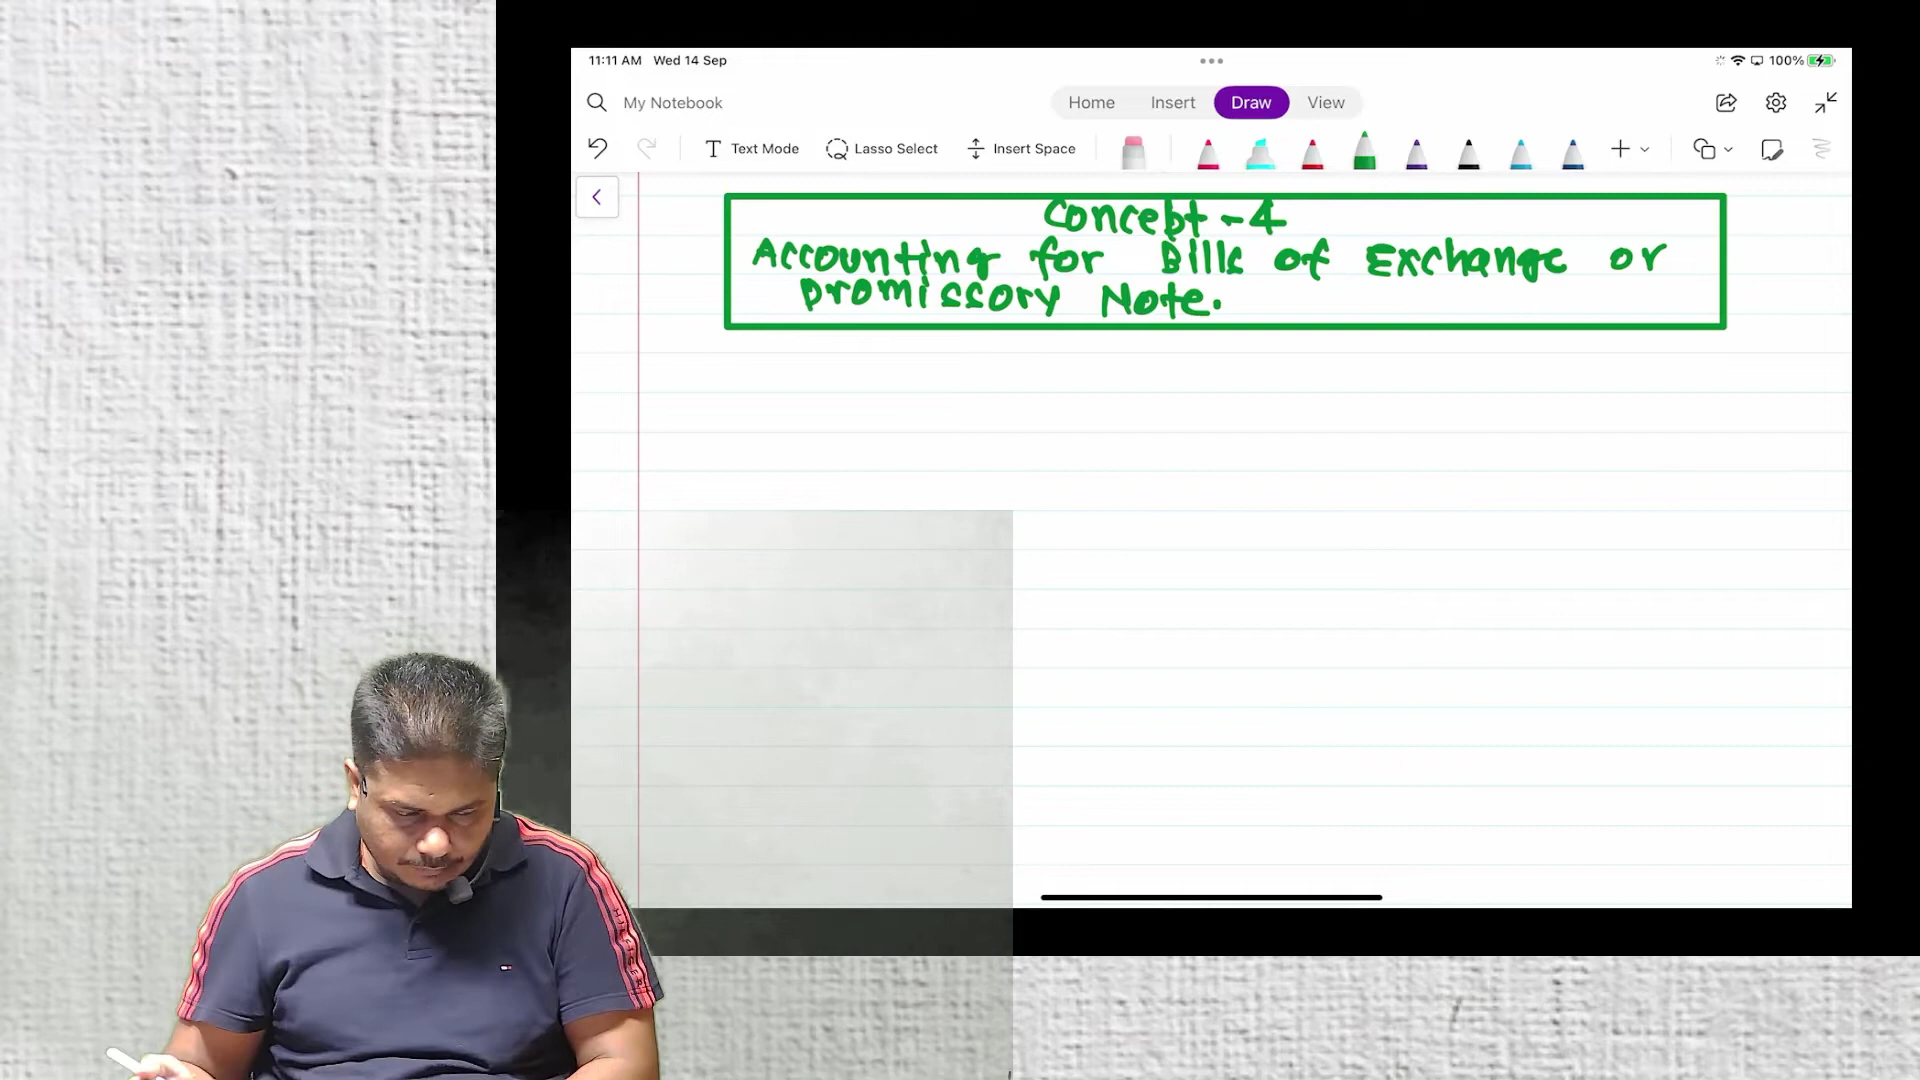 11:11 AM Wed 14 Sep 100%
My Notebook Home Insert Draw View
Text Mode Lasso Select Insert Space
Concept - 4
Accounting for Bills of Exchange or
promissory Note.